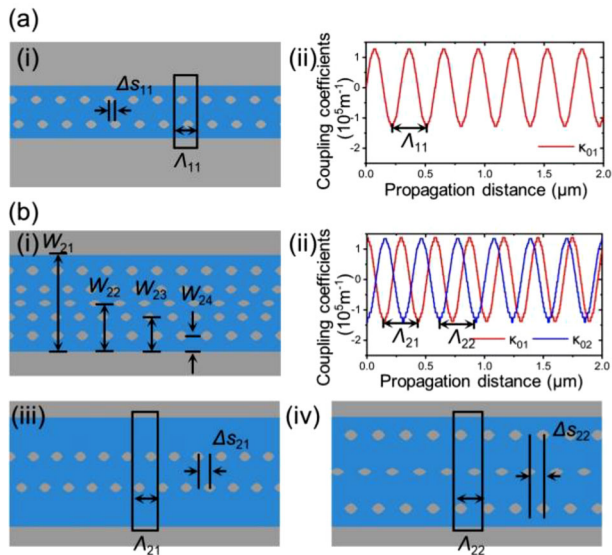 (a)
(i)
Δs11
Λ11
(ii)
Coupling coefficients
(10^5m^-1)
1
0
-1
-2
Λ11
κ01
0.0 0.5 1.0 1.5 2.0
Propagation distance (μm)
(b)
(i)
W21
W22
W23
W24
(ii)
Coupling coefficients
(10^5m^-1)
1
0
-1
-2
Λ21
Λ22
κ01
κ02
0.0 0.5 1.0 1.5 2.0
Propagation distance (μm)
(iii)
Δs21
Λ21
(iv)
Δs22
Λ22